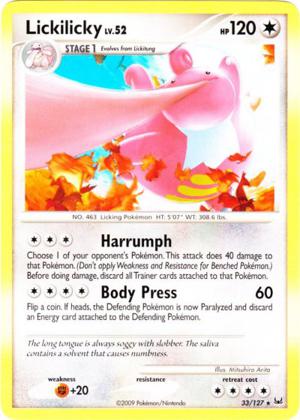 Lickilicky LV.52
HP 120
STAGE 1 Evolves from Lickitung
NO. 463 Licking Pokémon HT: 5'07" WT: 308.6 lbs.
Harrumph
Choose 1 of your opponent's Pokémon. This attack does 40 damage to
that Pokémon. (Don't apply Weakness and Resistance for Benched Pokémon.)
Before doing damage, discard all Trainer cards attached to that Pokémon.
Body Press 60
Flip a coin. If heads, the Defending Pokémon is now Paralyzed and discard
an Energy card attached to the Defending Pokémon.
The long tongue is always soggy with slobber. The saliva
contains a solvent that causes numbness.
Illus. Mitsuhiro Arita
weakness resistance retreat cost
+20
©2009 Pokémon/Nintendo 33/127